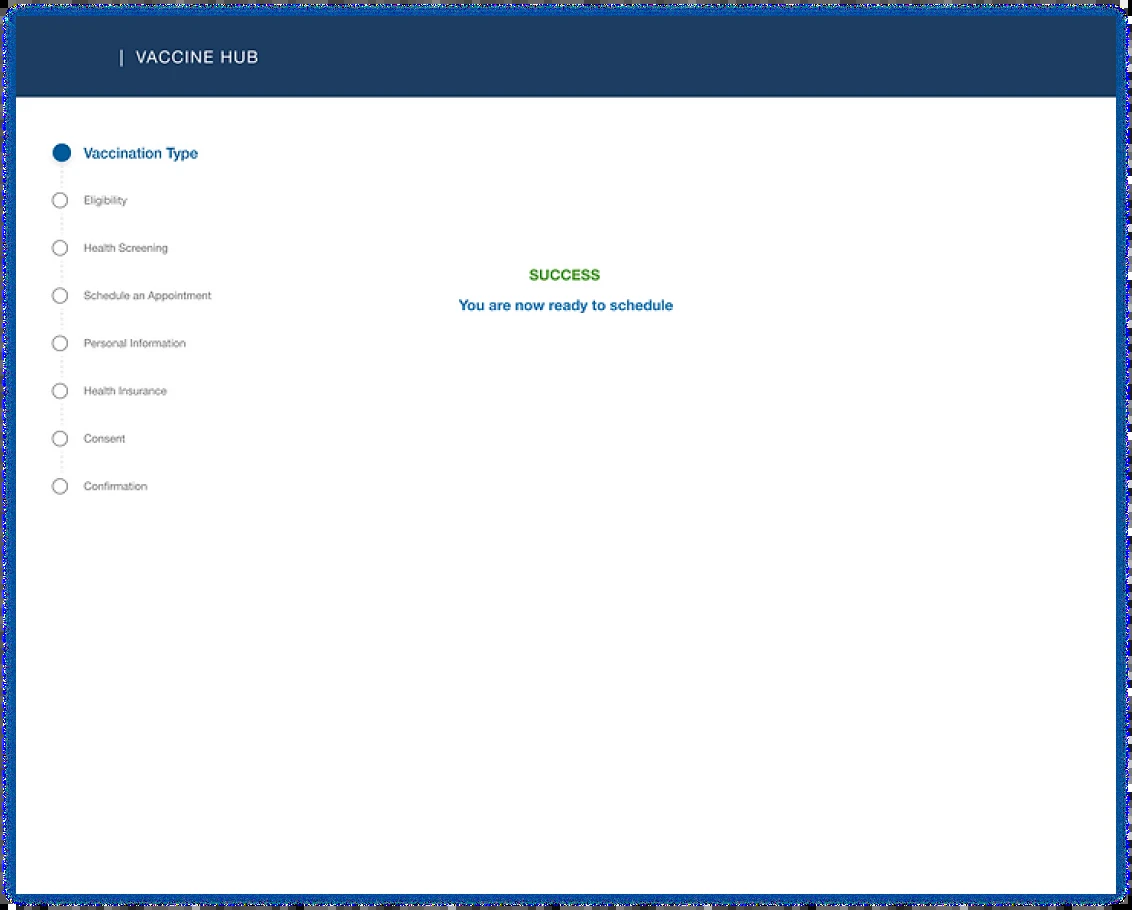 | VACCINE HUB
Vaccination Type
Eligibility
Health Screening
Schedule an Appointment
Personal Information
Health Insurance
Consent
Confirmation
SUCCESS
You are now ready to schedule